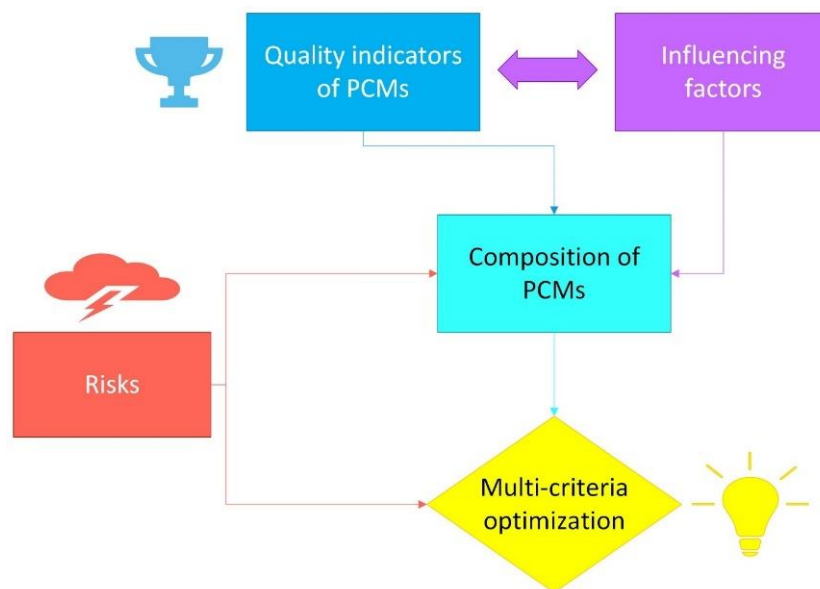 Quality indicators
of PCMs
Influencing
factors
Composition of
PCMs
Risks
Multi-criteria
optimization